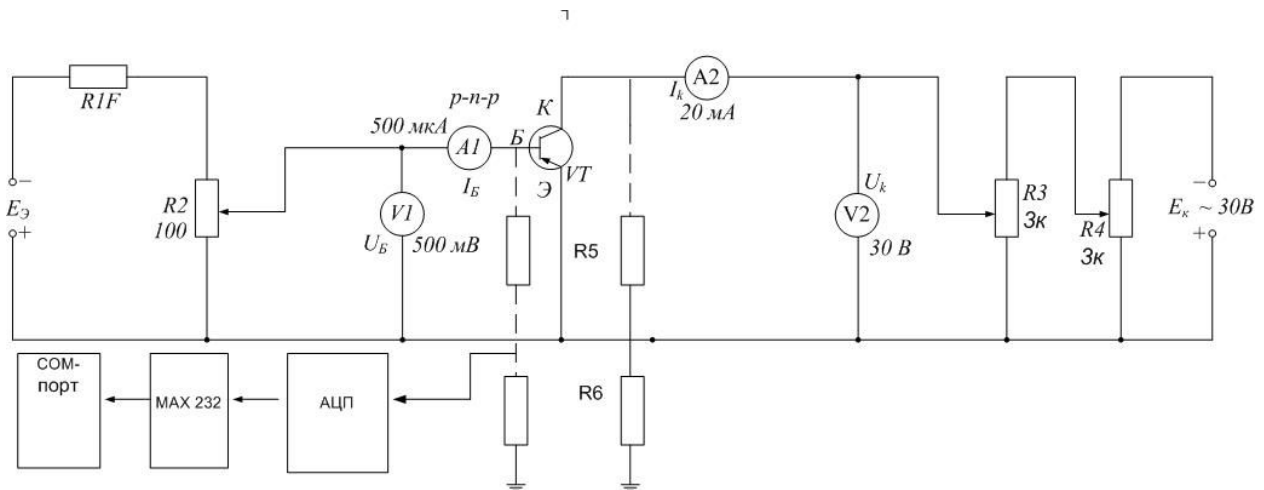 R1F
p-n-p
500 мкА
A1
I_Б
Б
К
VT
Э
A2
I_k
20 мА
−
E_Э
+
R2
100
V1
U_Б
500 мВ
R5
U_k
V2
30 В
R3
3к
R4
3к
−
E_к ~ 30В
+
COM-
порт
MAX 232
АЦП
R6